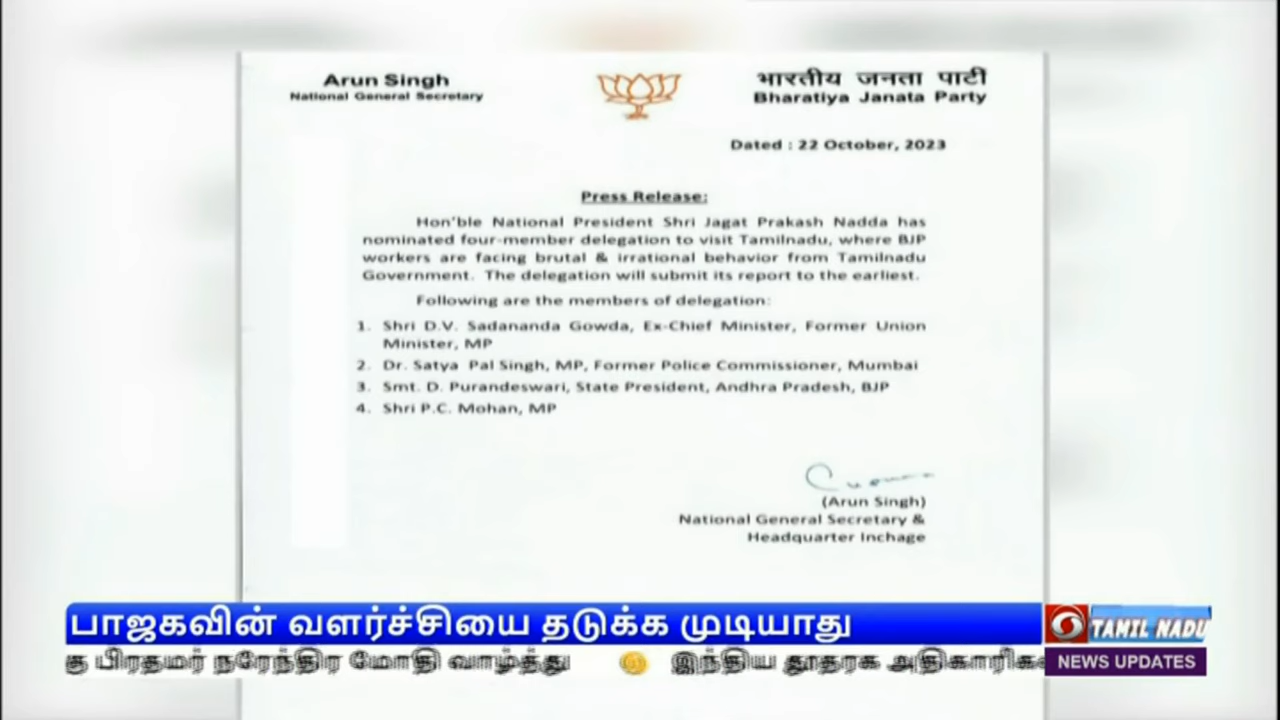 Arun Singh
National General Secretary
भारतीय जनता पार्टी
Bharatiya Janata Party
Dated : 22 October, 2023
Press Release:
Hon'ble National President Shri Jagat Prakash Nadda has
nominated four-member delegation to visit Tamilnadu, where BJP
workers are facing brutal & irrational behavior from Tamilnadu
Government. The delegation will submit its report to the earliest.
Following are the members of delegation:
1. Shri D.V. Sadananda Gowda, Ex-Chief Minister, Former Union
Minister, MP
2. Dr. Satya Pal Singh, MP, Former Police Commissioner, Mumbai
3. Smt. D. Purandeswari, State President, Andhra Pradesh, BJP
4. Shri P.C. Mohan, MP
(Arun Singh)
National General Secretary &
Headquarter Inchage
பாஜகவின் வளர்ச்சியை தடுக்க முடியாது
TAMIL NADU
கு பிரதமர் நரேந்திர மோதி வாழ்த்து இந்திய தூதரக அதிகாரிகள
NEWS UPDATES